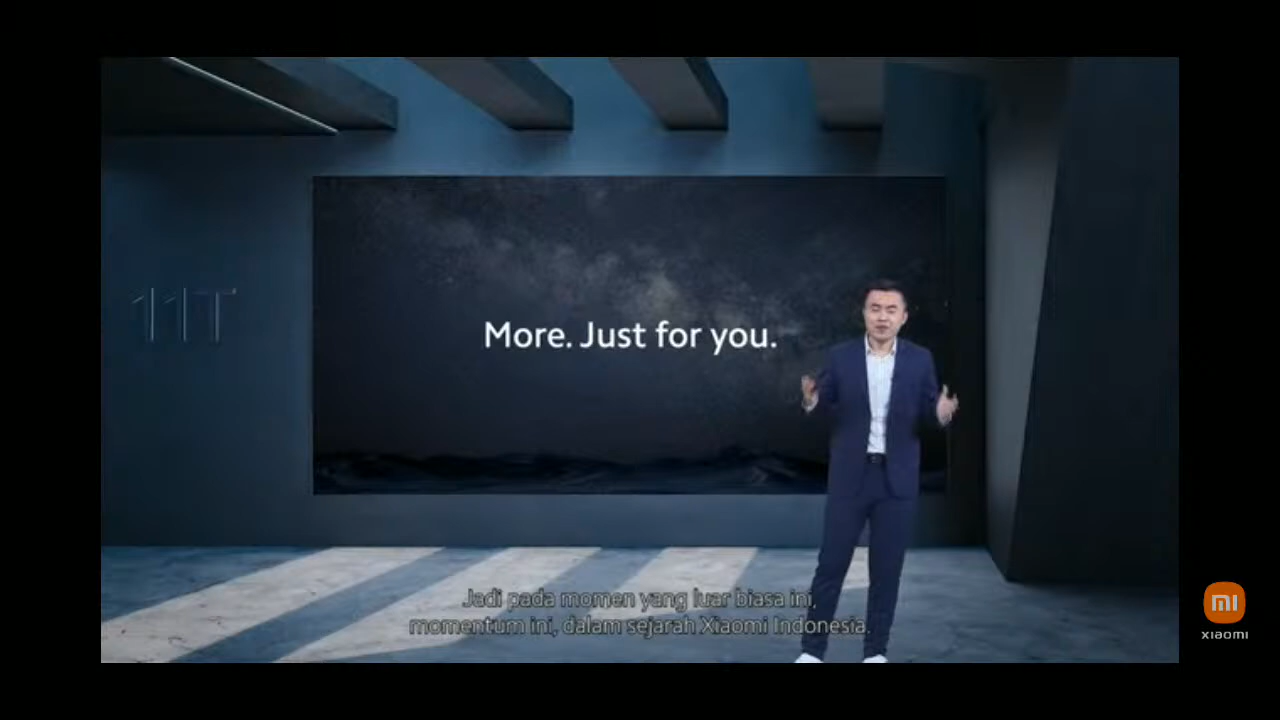 11T
More. Just for you.
Jadi pada momen yang luar biasa ini,
momentum ini, dalam sejarah Xiaomi Indonesia.
mi
xiaomi